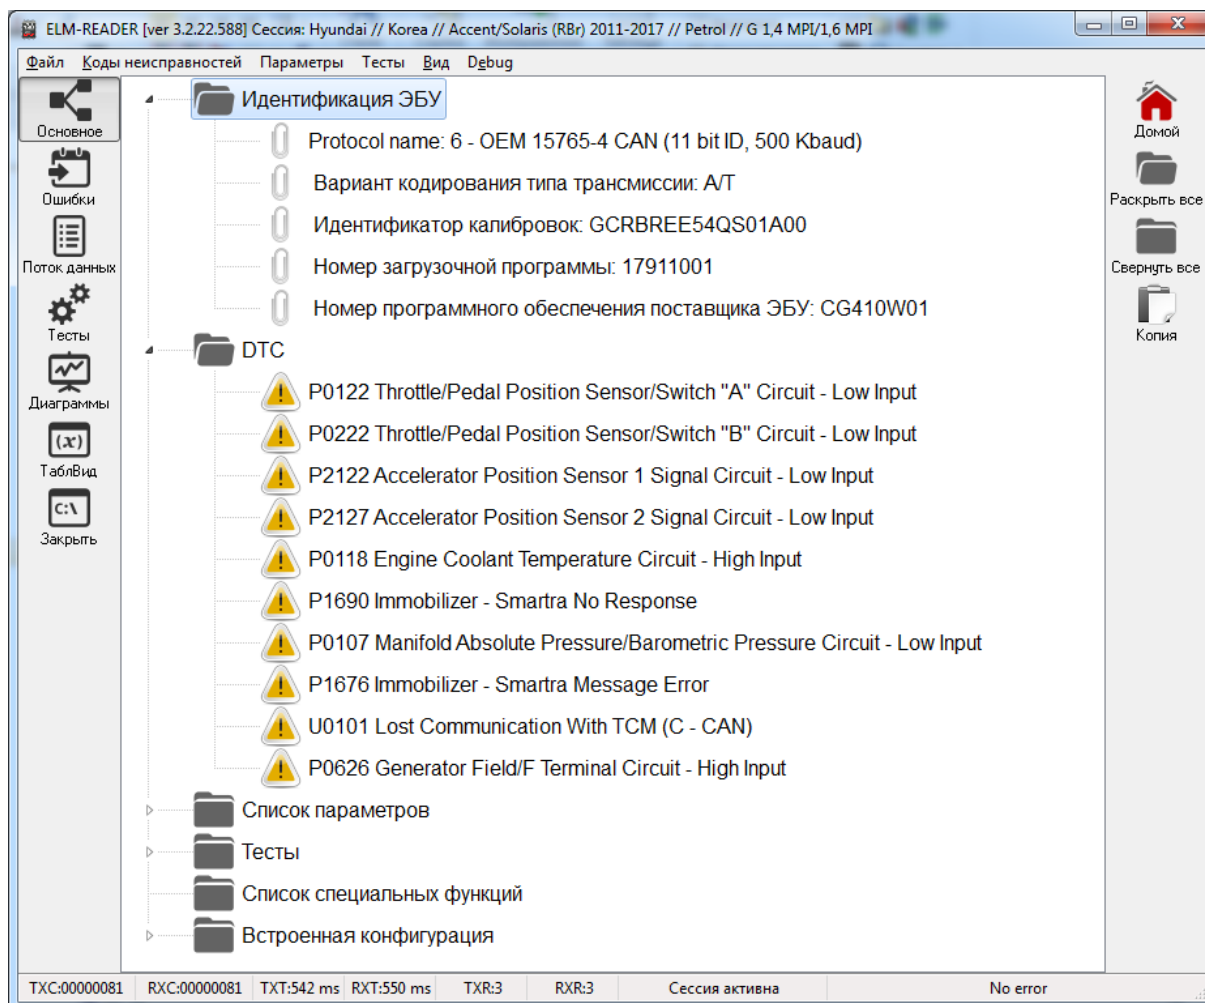 ELM-READER [ver 3.2.22.588] Сессия: Hyundai // Korea // Accent/Solaris (RBr) 2011-2017 // Petrol // G 1,4 MPI/1,6 MPI
Файл Коды неисправностей Параметры Тесты Вид Debug
Основное
Ошибки
Поток данных
Тесты
Диаграммы
(x)
ТаблВид
C:\
Закрыть
Идентификация ЭБУ
Protocol name: 6 - OEM 15765-4 CAN (11 bit ID, 500 Kbaud)
Вариант кодирования типа трансмиссии: A/T
Идентификатор калибровок: GCRBREE54QS01A00
Номер загрузочной программы: 17911001
Номер программного обеспечения поставщика ЭБУ: CG410W01
DTC
P0122 Throttle/Pedal Position Sensor/Switch "A" Circuit - Low Input
P0222 Throttle/Pedal Position Sensor/Switch "B" Circuit - Low Input
P2122 Accelerator Position Sensor 1 Signal Circuit - Low Input
P2127 Accelerator Position Sensor 2 Signal Circuit - Low Input
P0118 Engine Coolant Temperature Circuit - High Input
P1690 Immobilizer - Smartra No Response
P0107 Manifold Absolute Pressure/Barometric Pressure Circuit - Low Input
P1676 Immobilizer - Smartra Message Error
U0101 Lost Communication With TCM (C - CAN)
P0626 Generator Field/F Terminal Circuit - High Input
Список параметров
Тесты
Список специальных функций
Встроенная конфигурация
Домой
Раскрыть все
Свернуть все
Копия
TXC:00000081 RXC:00000081 TXT:542 ms RXT:550 ms TXR:3 RXR:3 Сессия активна No error